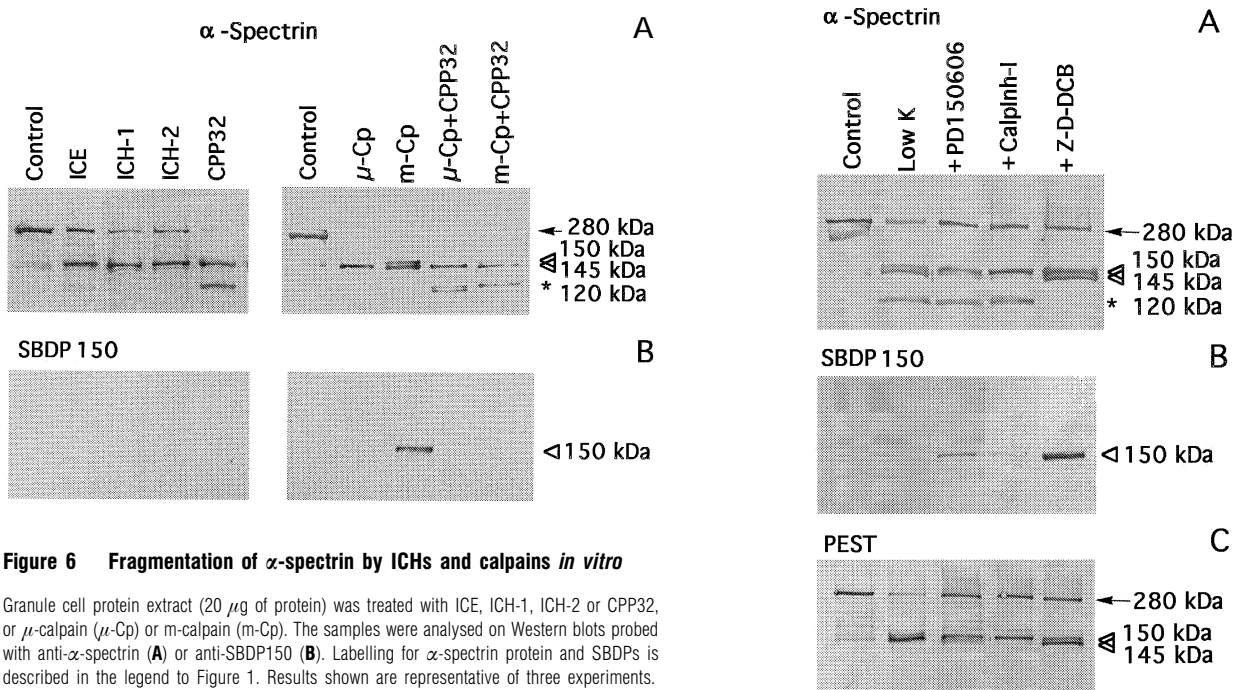 α -Spectrin
A
Control
ICE
ICH-1
ICH-2
CPP32
Control
μ-Cp
m-Cp
μ-Cp+CPP32
m-Cp+CPP32
280 kDa
150 kDa
145 kDa
* 120 kDa
SBDP 150
B
150 kDa
Figure 6 Fragmentation of α-spectrin by ICHs and calpains in vitro
Granule cell protein extract (20 μg of protein) was treated with ICE, ICH-1, ICH-2 or CPP32,
or μ-calpain (μ-Cp) or m-calpain (m-Cp). The samples were analysed on Western blots probed
with anti-α-spectrin (A) or anti-SBDP150 (B). Labelling for α-spectrin protein and SBDPs is
described in the legend to Figure 1. Results shown are representative of three experiments.
α -Spectrin
A
Control
Low K
+ PD150606
+ CalpInh-I
+ Z-D-DCB
280 kDa
150 kDa
145 kDa
* 120 kDa
SBDP 150
B
150 kDa
PEST
C
280 kDa
150 kDa
145 kDa